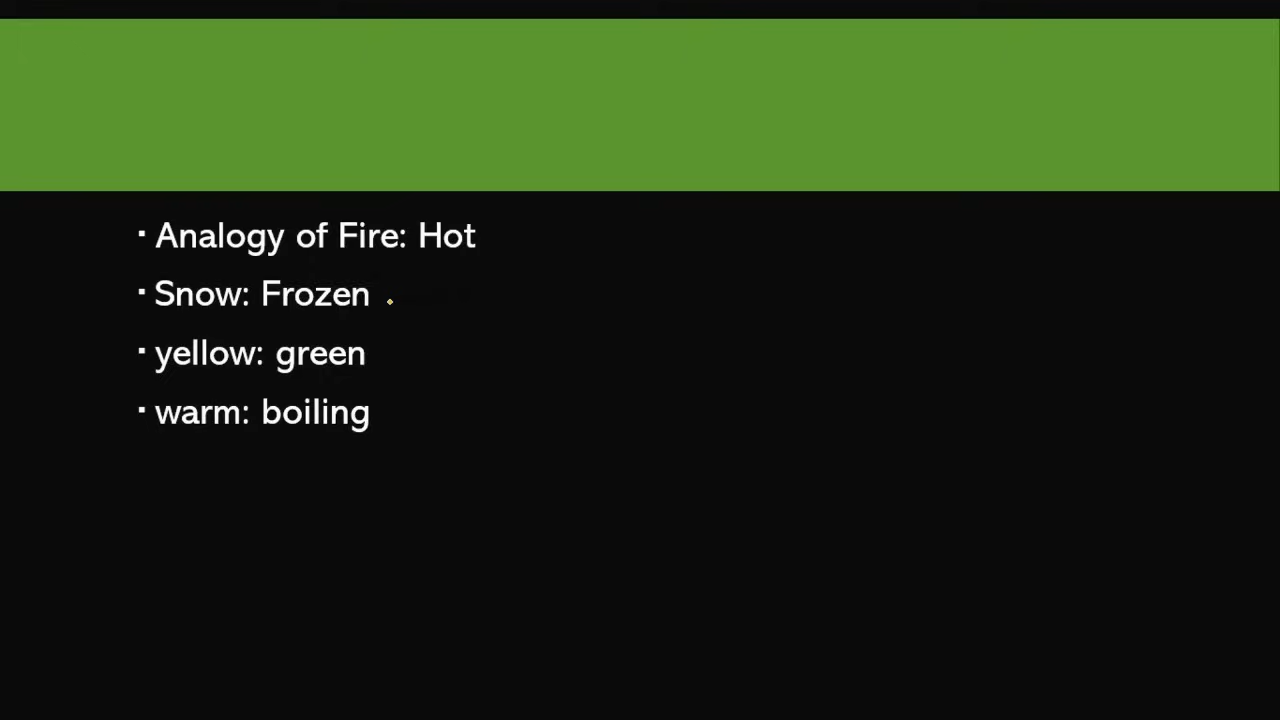 ▪ Analogy of Fire: Hot
▪ Snow: Frozen
▪ yellow: green
▪ warm: boiling